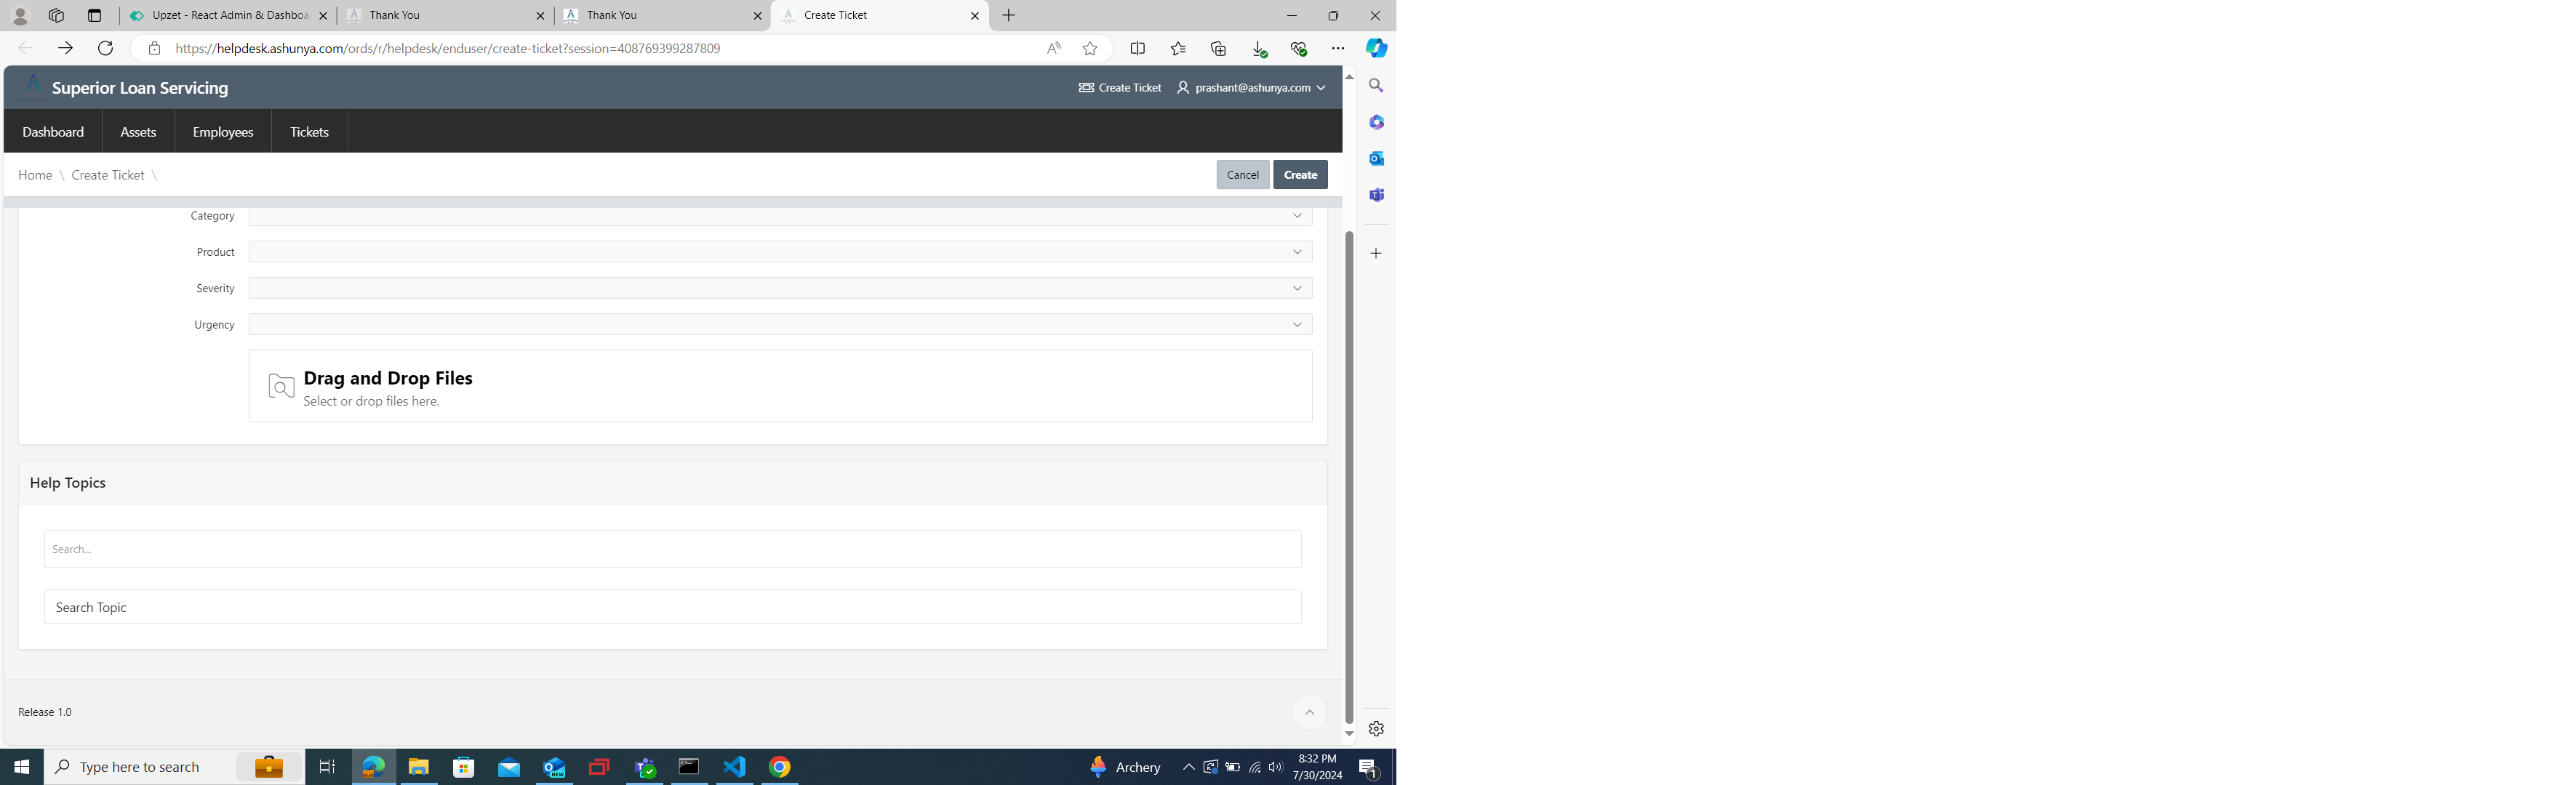 Upzet - React Admin & Dashboa
Thank You
Thank You
Create Ticket
https://helpdesk.ashunya.com/ords/r/helpdesk/enduser/create-ticket?session=408769399287809
Superior Loan Servicing
Create Ticket
prashant@ashunya.com
Dashboard
Assets
Employees
Tickets
Home \ Create Ticket \
Cancel
Create
Category
Product
Severity
Urgency
Drag and Drop Files
Select or drop files here.
Help Topics
Search...
Search Topic
Release 1.0
Type here to search
NEW
Archery
8:32 PM
7/30/2024
1